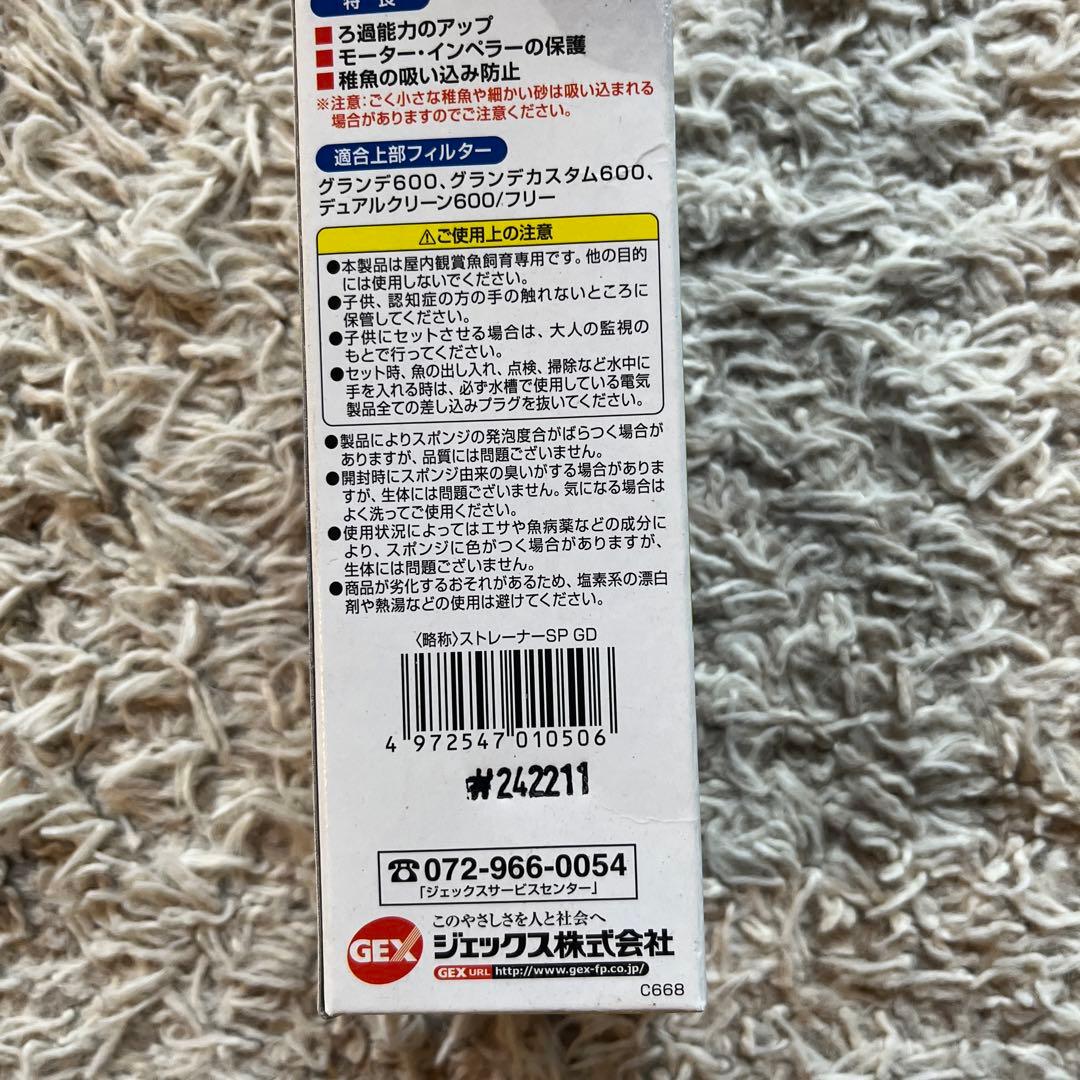 特長
■ろ過能力のアップ
■モーター・インペラーの保護
■稚魚の吸い込み防止
※注意:ごく小さな稚魚や細かい砂は吸い込まれる
場合がありますのでご注意ください。
適合上部フィルター
グランデ600、グランデカスタム600、
デュアルクリーン600/フリー
⚠ご使用上の注意
●本製品は屋内観賞魚飼育専用です。他の目的
には使用しないでください。
●子供、認知症の方の手の触れないところに
保管してください。
●子供にセットさせる場合は、大人の監視の
もとで行ってください。
●セット時、魚の出し入れ、点検、掃除など水中に
手を入れる時は、必ず水槽で使用している電気
製品全ての差し込みプラグを抜いてください。
●製品によりスポンジの発泡度合がばらつく場合が
ありますが、品質には問題ございません。
●開封時にスポンジ由来の臭いがする場合がありま
すが、生体には問題ございません。気になる場合は
よく洗ってご使用ください。
●使用状況によってはエサや魚病薬などの成分に
より、スポンジに色がつく場合がありますが、
生体には問題ございません。
●商品が劣化するおそれがあるため、塩素系の漂白
剤や熱湯などの使用は避けてください。
〈略称〉ストレーナーSP GD
4 972547 010506
#242211
☎072-966-0054
「ジェックスサービスセンター」
このやさしさを人と社会へ
GEX ジェックス株式会社
GEX URL http://www.gex-fp.co.jp/
C668